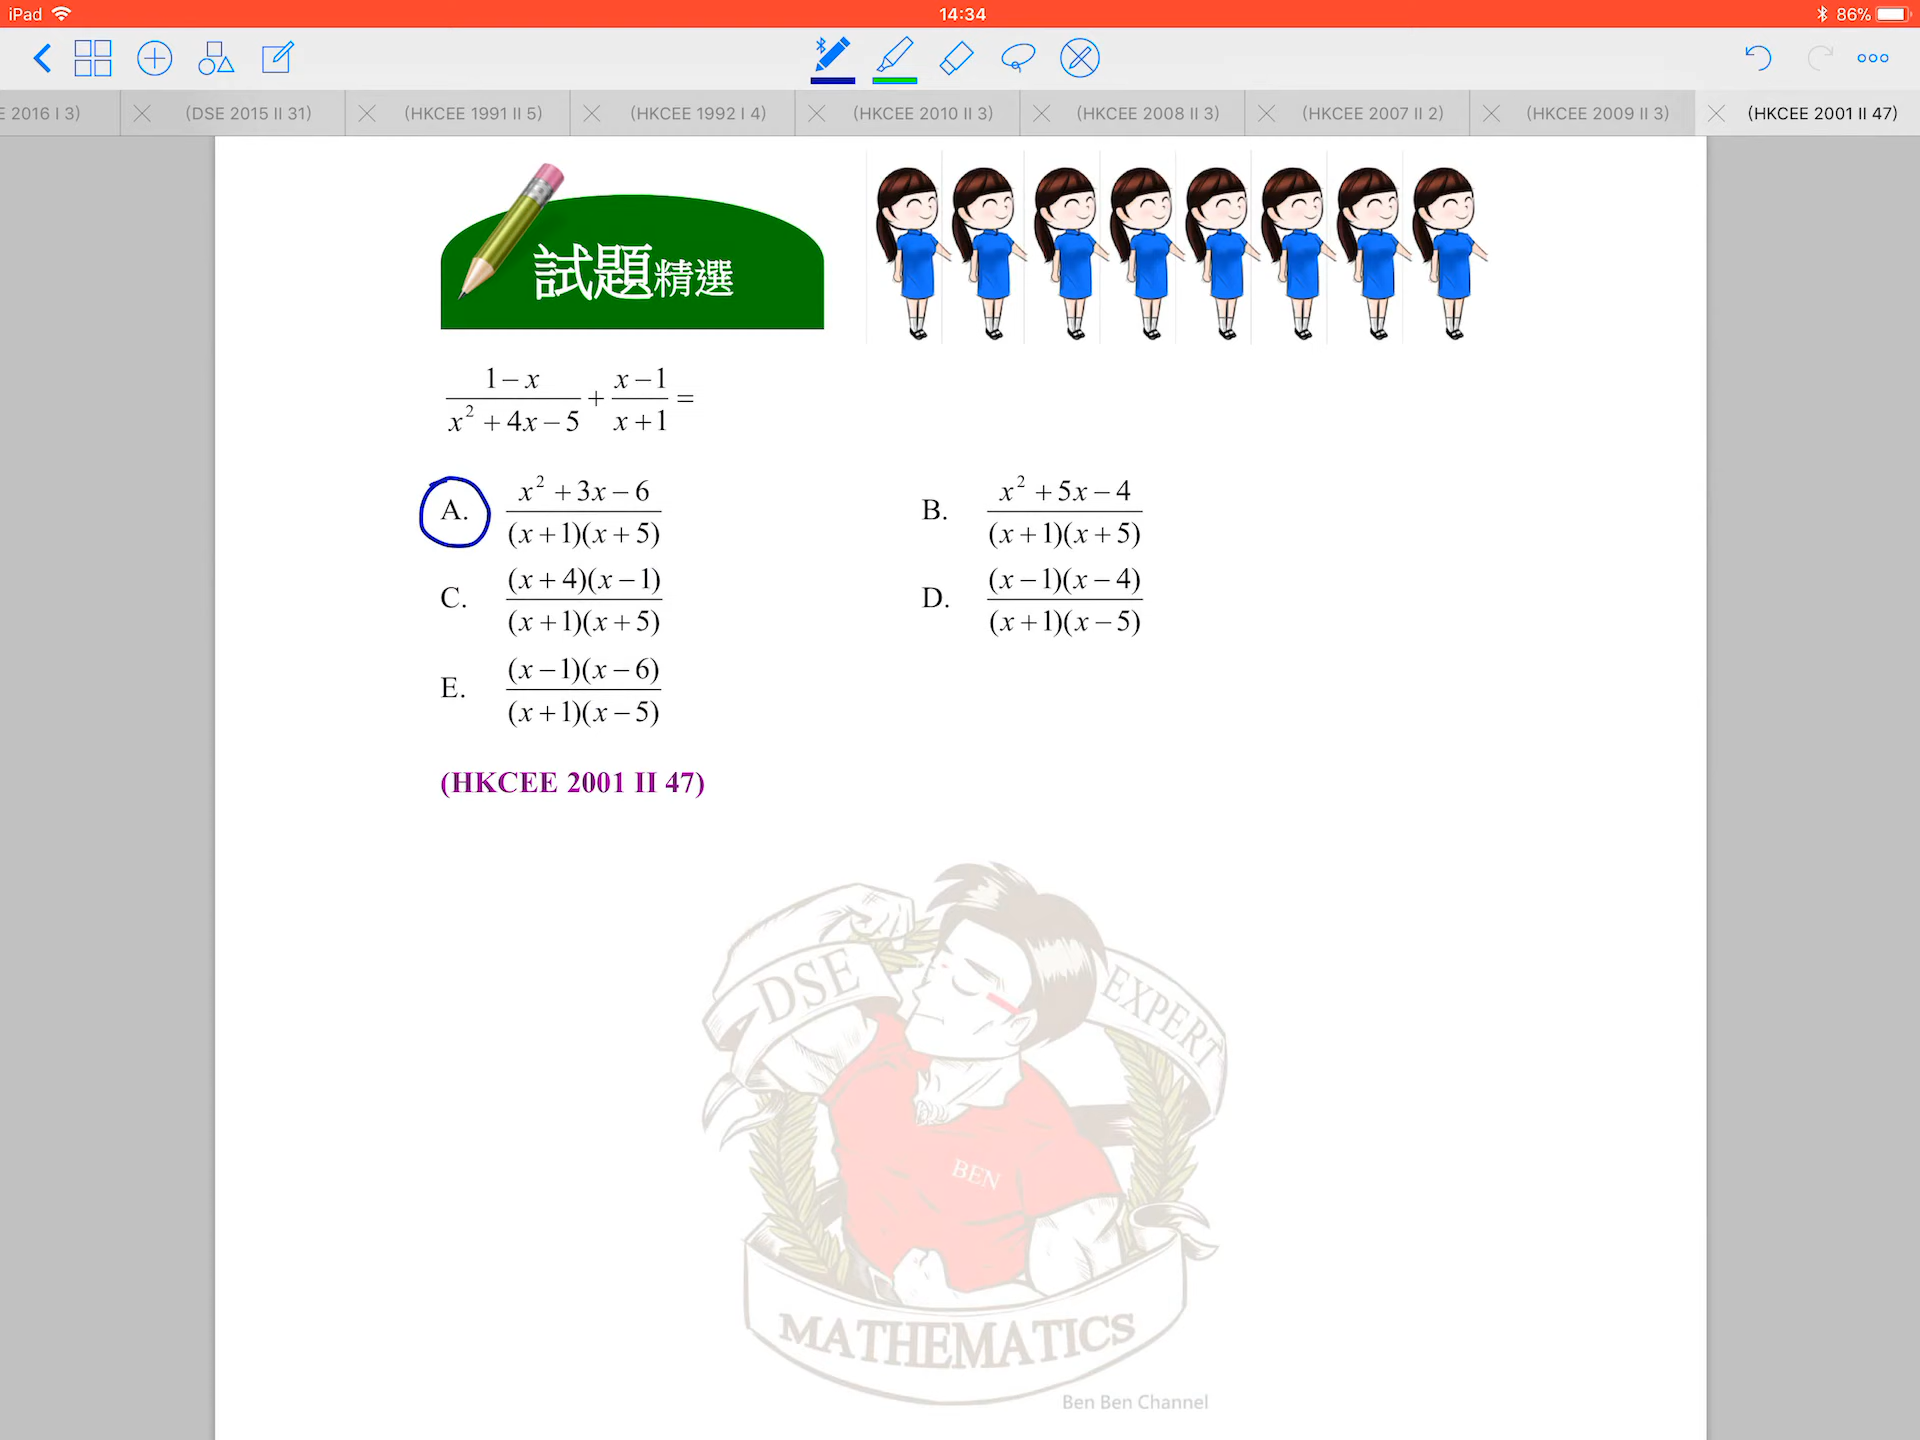 iPad 14:34 86%
E 2016 I 3) (DSE 2015 II 31) (HKCEE 1991 II 5) (HKCEE 1992 I 4) (HKCEE 2010 II 3) (HKCEE 2008 II 3) (HKCEE 2007 II 2) (HKCEE 2009 II 3) (HKCEE 2001 II 47)
試題精選
(1−x)/(x²+4x−5) + (x−1)/(x+1) =
A. (x²+3x−6)/((x+1)(x+5)) B. (x²+5x−4)/((x+1)(x+5))
C. ((x+4)(x−1))/((x+1)(x+5)) D. ((x−1)(x−4))/((x+1)(x−5))
E. ((x−1)(x−6))/((x+1)(x−5))
(HKCEE 2001 II 47)
DSE EXPERT
BEN
MATHEMATICS
Ben Ben Channel